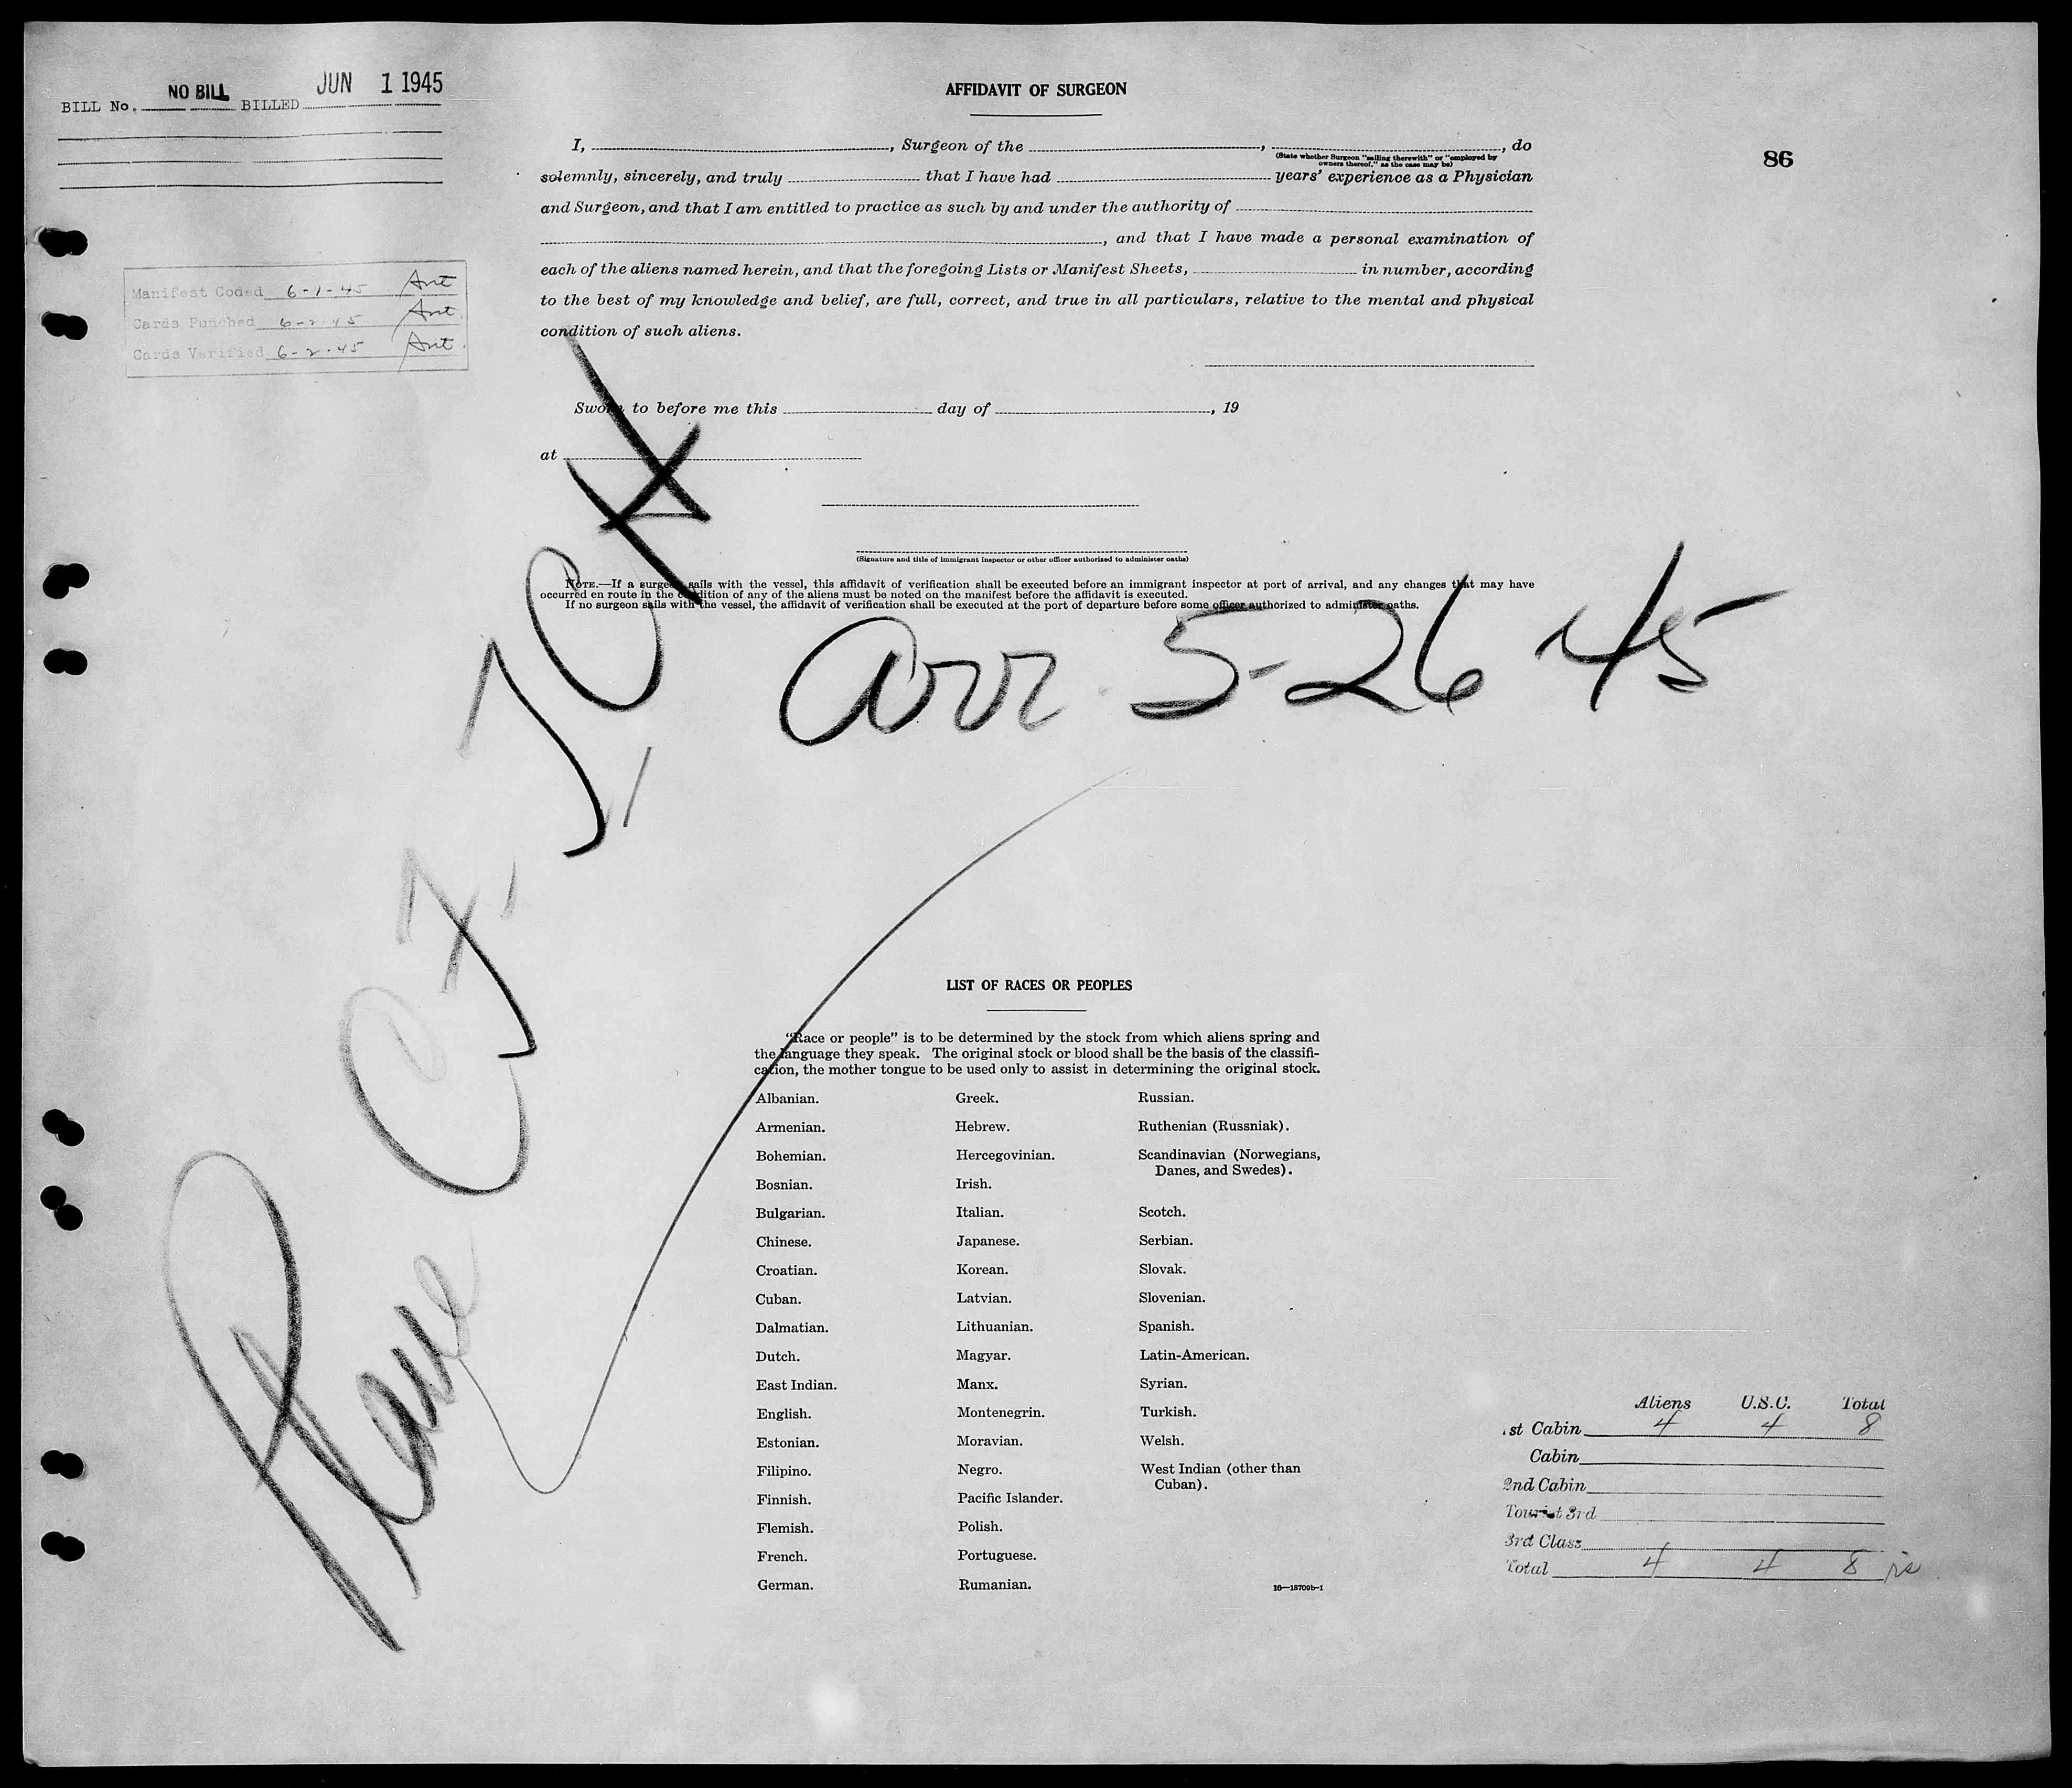 BILL No. NO BILL BILLED JUN 1 1945
AFFIDAVIT OF SURGEON
86
I, , Surgeon of the , , do
(State whether Surgeon "sailing therewith" or "employed by
owners thereof," as the case may be)
solemnly, sincerely, and truly that I have had years' experience as a Physician
and Surgeon, and that I am entitled to practice as such by and under the authority of
, and that I have made a personal examination of
each of the aliens named herein, and that the foregoing Lists or Manifest Sheets, in number, according
to the best of my knowledge and belief, are full, correct, and true in all particulars, relative to the mental and physical
condition of such aliens.
Manifest Coded 6-1-45
Cards Punched 6-2-45
Cards Verified 6-2-45
Sworn to before me this day of , 19
at
(Signature and title of immigrant inspector or other officer authorized to administer oaths)
NOTE.—If a surgeon sails with the vessel, this affidavit of verification shall be executed before an immigrant inspector at port of arrival, and any changes that may have
occurred en route in the condition of any of the aliens must be noted on the manifest before the affidavit is executed.
If no surgeon sails with the vessel, the affidavit of verification shall be executed at the port of departure before some officer authorized to administer oaths.
Plane CF-TCH
arr. 5-26 45
LIST OF RACES OR PEOPLES
"Race or people" is to be determined by the stock from which aliens spring and
the language they speak. The original stock or blood shall be the basis of the classifi-
cation, the mother tongue to be used only to assist in determining the original stock.
Albanian.
Armenian.
Bohemian.
Bosnian.
Bulgarian.
Chinese.
Croatian.
Cuban.
Dalmatian.
Dutch.
East Indian.
English.
Estonian.
Filipino.
Finnish.
Flemish.
French.
German.
Greek.
Hebrew.
Hercegovinian.
Irish.
Italian.
Japanese.
Korean.
Latvian.
Lithuanian.
Magyar.
Manx.
Montenegrin.
Moravian.
Negro.
Pacific Islander.
Polish.
Portuguese.
Rumanian.
Russian.
Ruthenian (Russniak).
Scandinavian (Norwegians,
Danes, and Swedes).
Scotch.
Serbian.
Slovak.
Slovenian.
Spanish.
Latin-American.
Syrian.
Turkish.
Welsh.
West Indian (other than
Cuban).
16—18709b-1
Aliens U.S.C. Total
1st Cabin 4 4 8
Cabin
2nd Cabin
Tourist 3rd
3rd Class
Total 4 4 8